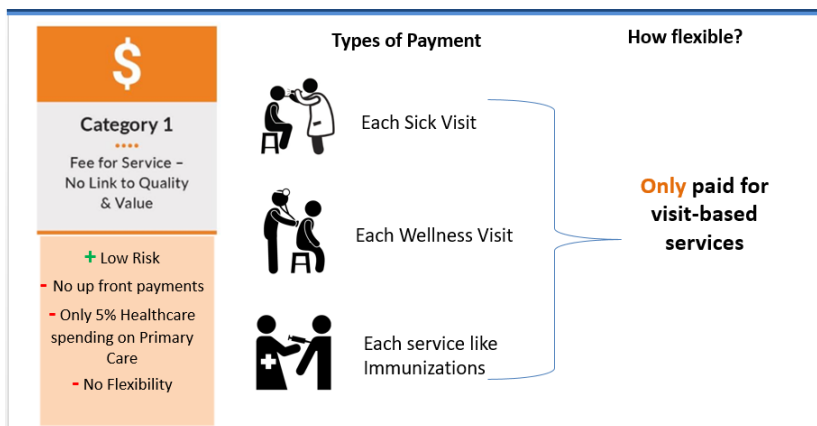 $
Category 1
Fee for Service –
No Link to Quality
& Value
+ Low Risk
- No up front payments
- Only 5% Healthcare
spending on Primary
Care
- No Flexibility
Types of Payment
Each Sick Visit
Each Wellness Visit
Each service like
Immunizations
How flexible?
Only paid for
visit-based
services